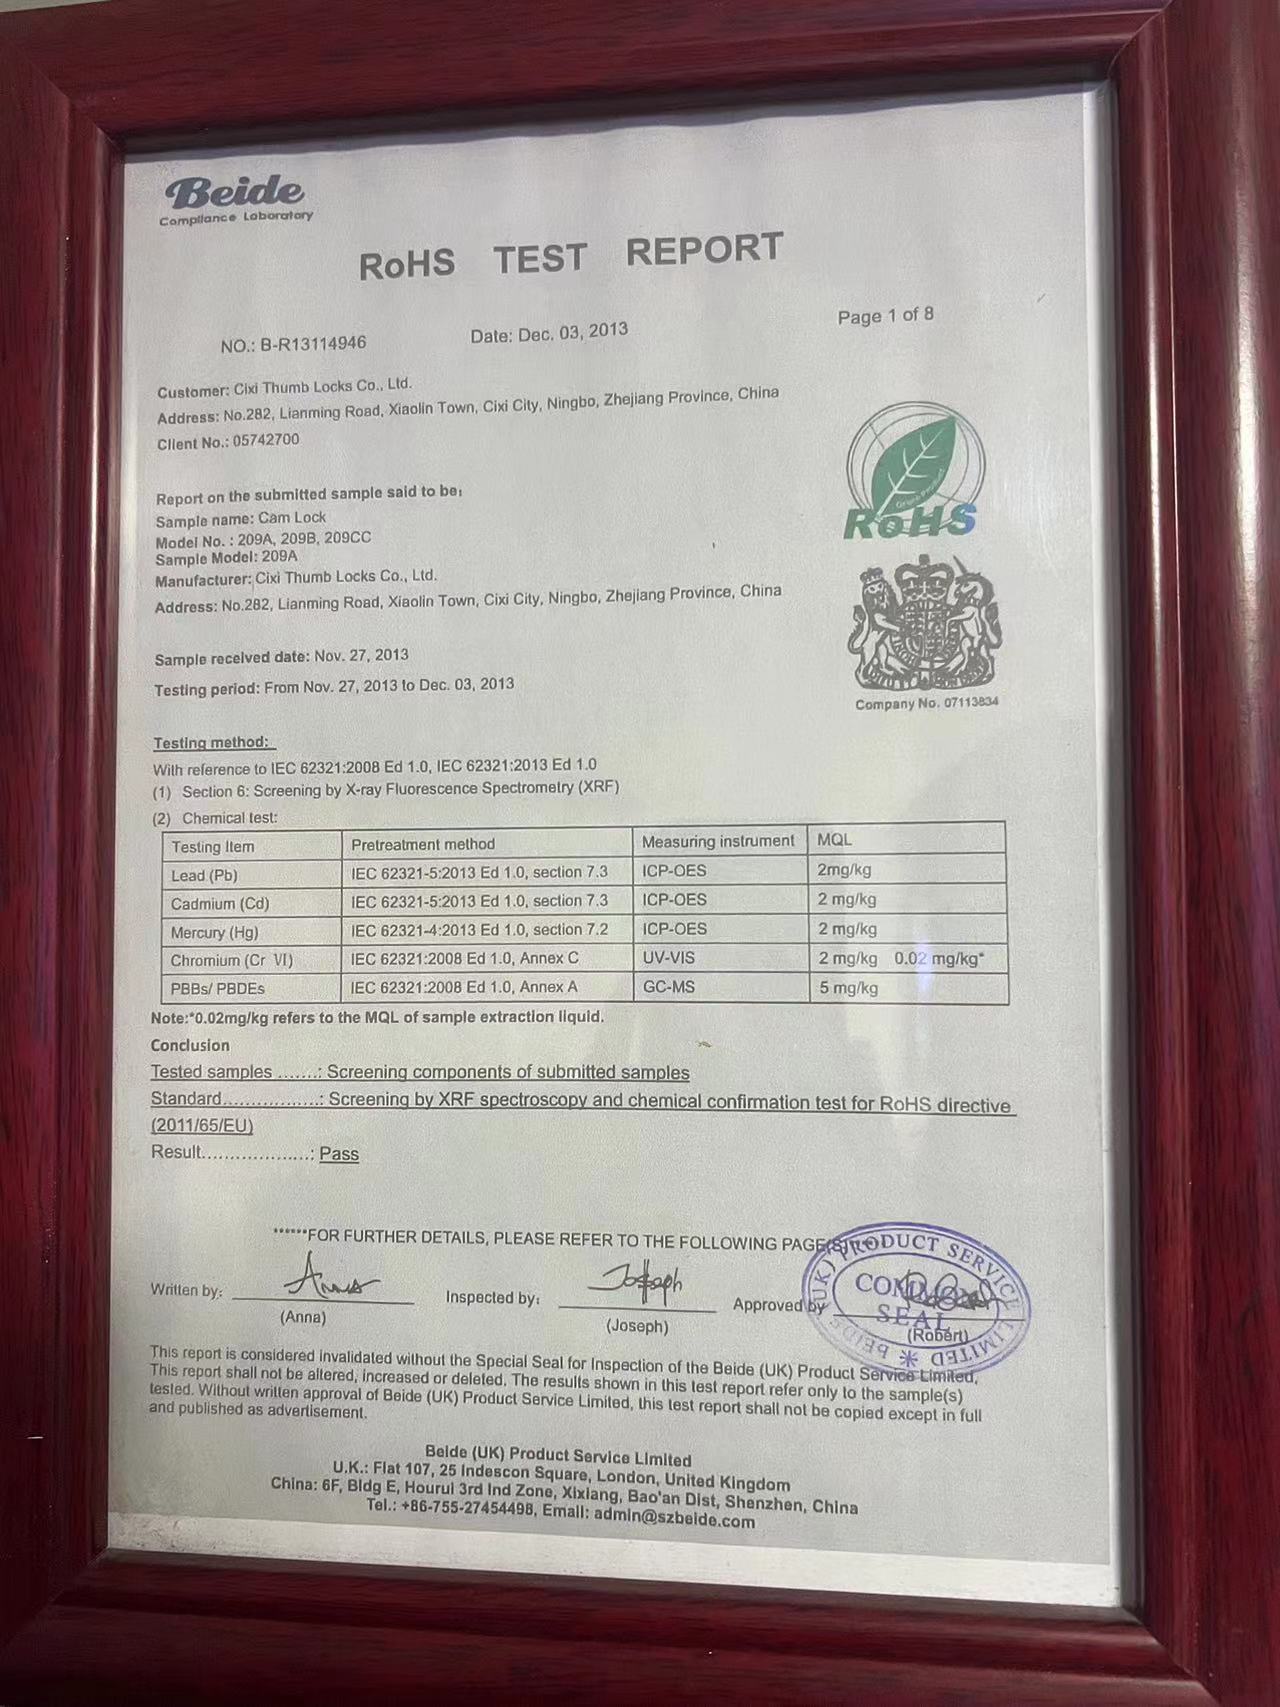 Beide
Compliance Laboratory
RoHS TEST REPORT
NO.: B-R13114946 Date: Dec. 03, 2013 Page 1 of 8
Customer: Cixi Thumb Locks Co., Ltd.
Address: No.282, Lianming Road, Xiaolin Town, Cixi City, Ningbo, Zhejiang Province, China
Client No.: 05742700
Green Product
RoHS
Report on the submitted sample said to be:
Sample name: Cam Lock
Model No. : 209A, 209B, 209CC
Sample Model: 209A
Manufacturer: Cixi Thumb Locks Co., Ltd.
Address: No.282, Lianming Road, Xiaolin Town, Cixi City, Ningbo, Zhejiang Province, China
Sample received date: Nov. 27, 2013
Testing period: From Nov. 27, 2013 to Dec. 03, 2013
Company No. 07113834
Testing method:
With reference to IEC 62321:2008 Ed 1.0, IEC 62321:2013 Ed 1.0
(1) Section 6: Screening by X-ray Fluorescence Spectrometry (XRF)
(2) Chemical test:
Testing Item Pretreatment method Measuring instrument MQL
Lead (Pb) IEC 62321-5:2013 Ed 1.0, section 7.3 ICP-OES 2mg/kg
Cadmium (Cd) IEC 62321-5:2013 Ed 1.0, section 7.3 ICP-OES 2 mg/kg
Mercury (Hg) IEC 62321-4:2013 Ed 1.0, section 7.2 ICP-OES 2 mg/kg
Chromium (Cr VI) IEC 62321:2008 Ed 1.0, Annex C UV-VIS 2 mg/kg 0.02 mg/kg*
PBBs/ PBDEs IEC 62321:2008 Ed 1.0, Annex A GC-MS 5 mg/kg
Note:*0.02mg/kg refers to the MQL of sample extraction liquid.
Conclusion
Tested samples .......: Screening components of submitted samples
Standard.................: Screening by XRF spectroscopy and chemical confirmation test for RoHS directive
(2011/65/EU)
Result....................: Pass
******FOR FURTHER DETAILS, PLEASE REFER TO THE FOLLOWING PAGE(S)
Written by: Anna Inspected by: Joseph Approved by
(Anna) (Joseph) (Robert)
BEIDE (UK) PRODUCT SERVICE LIMITED
COMMON
SEAL
This report is considered invalidated without the Special Seal for Inspection of the Beide (UK) Product Service Limited,
This report shall not be altered, increased or deleted. The results shown in this test report refer only to the sample(s)
tested. Without written approval of Beide (UK) Product Service Limited, this test report shall not be copied except in full
and published as advertisement.
Beide (UK) Product Service Limited
U.K.: Flat 107, 25 Indescon Square, London, United Kingdom
China: 6F, Bldg E, Hourui 3rd Ind Zone, Xixiang, Bao'an Dist, Shenzhen, China
Tel.: +86-755-27454498, Email: admin@szbeide.com